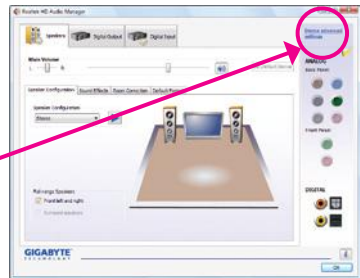 Realtek HD Audio Manager
Speakers
Digital Output
Digital Input
Device advanced
settings
Main Volume
L
R
ANALOG
Back Panel
Speaker Configuration
Sound Effects
Room Correction
Default Format
Speaker Configuration
Stereo
Front Panel
Full-range Speakers
Front left and right
Surround speakers
DIGITAL
GIGABYTE
TECHNOLOGY
OK